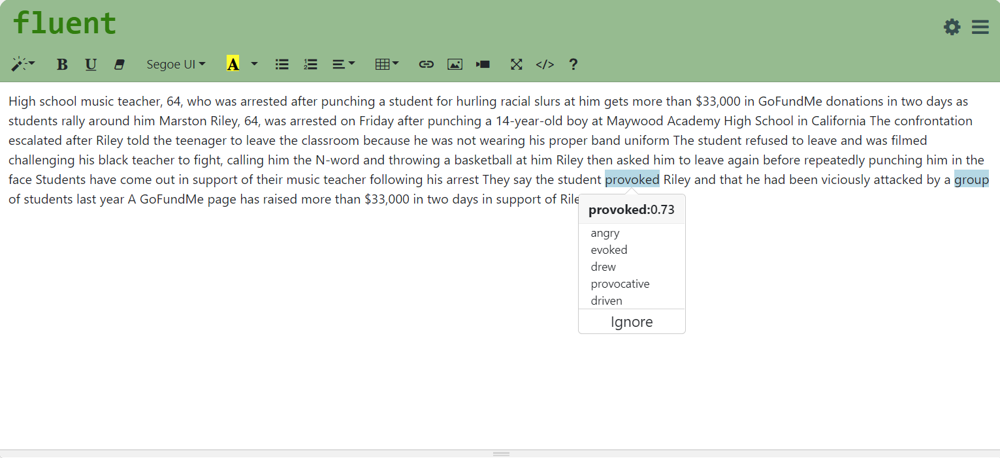 fluent
B U Segoe UI A </> ?
High school music teacher, 64, who was arrested after punching a student for hurling racial slurs at him gets more than $33,000 in GoFundMe donations in two days as
students rally around him Marston Riley, 64, was arrested on Friday after punching a 14-year-old boy at Maywood Academy High School in California The confrontation
escalated after Riley told the teenager to leave the classroom because he was not wearing his proper band uniform The student refused to leave and was filmed
challenging his black teacher to fight, calling him the N-word and throwing a basketball at him Riley then asked him to leave again before repeatedly punching him in the
face Students have come out in support of their music teacher following his arrest They say the student provoked Riley and that he had been viciously attacked by a group
of students last year A GoFundMe page has raised more than $33,000 in two days in support of Rile
provoked:0.73
angry
evoked
drew
provocative
driven
Ignore